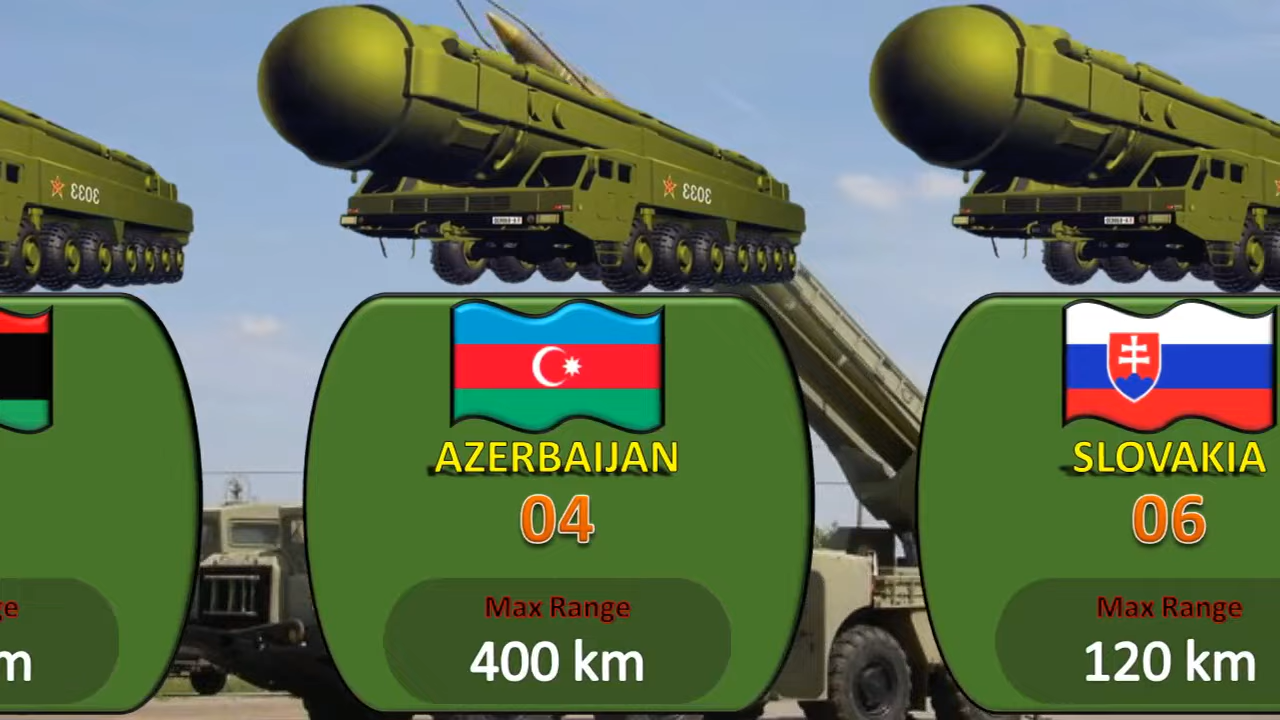 AZERBAIJAN
04
Max Range
400 km
SLOVAKIA
06
Max Range
120 km